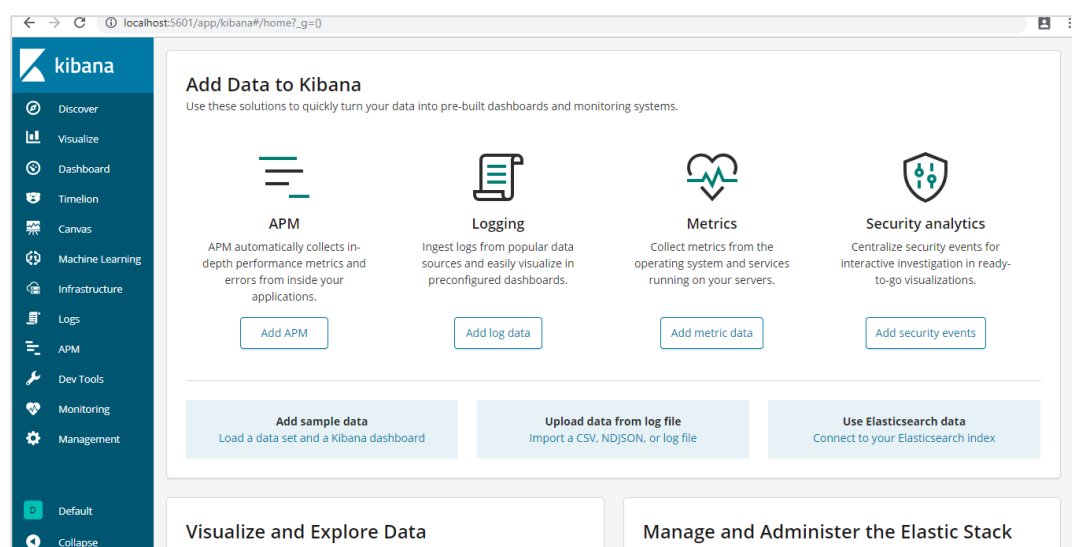 localhost:5601/app/kibana#/home?_g=()
kibana
Discover
Visualize
Dashboard
Timelion
Canvas
Machine Learning
Infrastructure
Logs
APM
Dev Tools
Monitoring
Management
D Default
Collapse
Add Data to Kibana
Use these solutions to quickly turn your data into pre-built dashboards and monitoring systems.
APM
APM automatically collects in-
depth performance metrics and
errors from inside your
applications.
Add APM
Logging
Ingest logs from popular data
sources and easily visualize in
preconfigured dashboards.
Add log data
Metrics
Collect metrics from the
operating system and services
running on your servers.
Add metric data
Security analytics
Centralize security events for
interactive investigation in ready-
to-go visualizations.
Add security events
Add sample data
Load a data set and a Kibana dashboard
Upload data from log file
Import a CSV, NDJSON, or log file
Use Elasticsearch data
Connect to your Elasticsearch index
Visualize and Explore Data
Manage and Administer the Elastic Stack